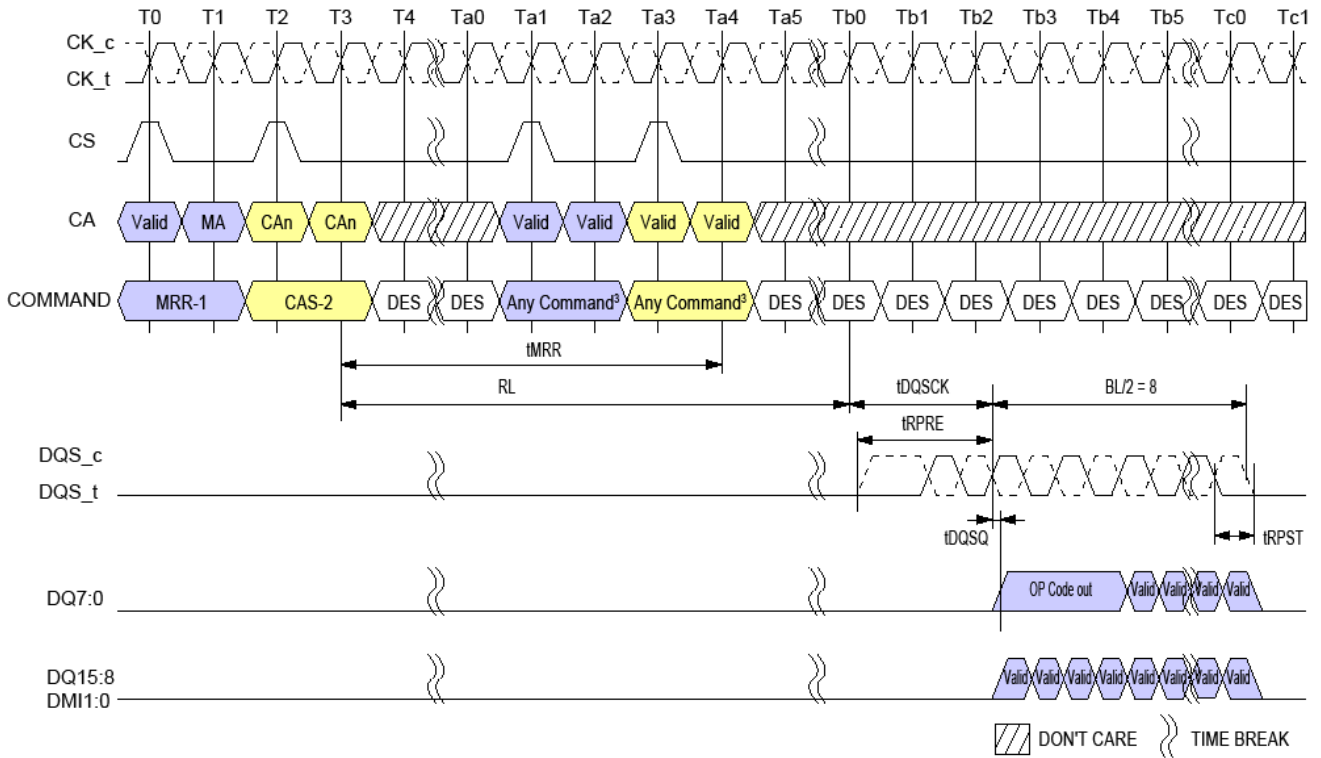 T0 T1 T2 T3 T4 Ta0 Ta1 Ta2 Ta3 Ta4 Ta5 Tb0 Tb1 Tb2 Tb3 Tb4 Tb5 Tc0 Tc1
CK_c
CK_t
CS
CA Valid MA CAn CAn Valid Valid Valid Valid
COMMAND MRR-1 CAS-2 DES DES Any Command³ Any Command³ DES DES DES DES DES DES DES DES DES
tMRR
RL tDQSCK BL/2 = 8
tRPRE
DQS_c
DQS_t
tDQSQ tRPST
DQ7:0 OP Code out Valid Valid Valid Valid
DQ15:8 Valid Valid Valid Valid Valid Valid Valid Valid
DMI1:0
DON'T CARE TIME BREAK